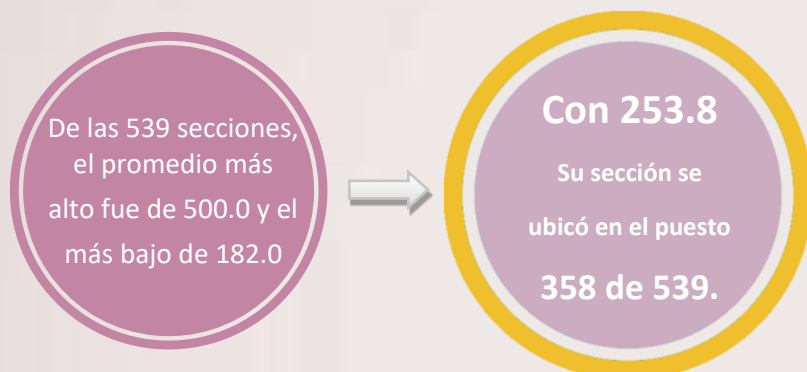 De las 539 secciones,
el promedio más
alto fue de 500.0 y el
más bajo de 182.0
Con 253.8
Su sección se
ubicó en el puesto
358 de 539.